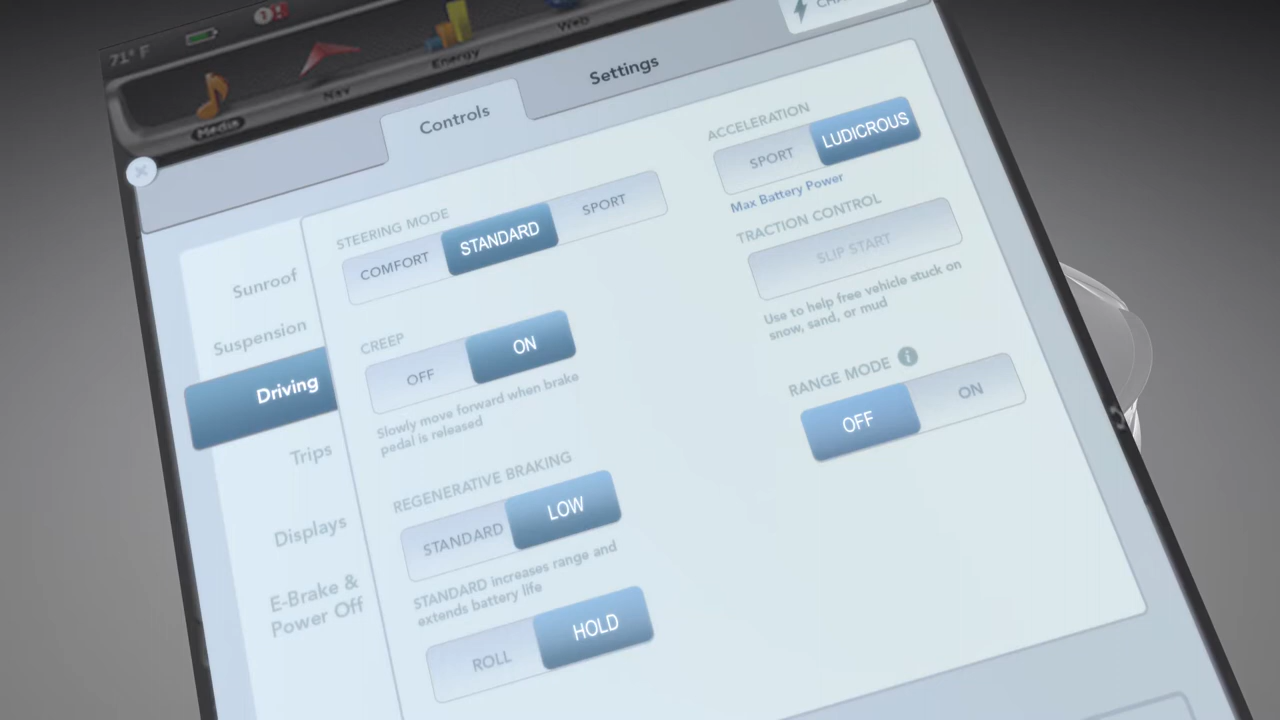 71° F
1
Media
Nav
Energy
Web
Controls
Settings
Sunroof
Suspension
Driving
Trips
Displays
E-Brake &
Power Off
STEERING MODE
COMFORT
STANDARD
SPORT
CREEP
OFF
ON
Slowly move forward when brake
pedal is released
REGENERATIVE BRAKING
STANDARD
LOW
STANDARD increases range and
extends battery life
ROLL
HOLD
ACCELERATION
SPORT
LUDICROUS
Max Battery Power
TRACTION CONTROL
SLIP START
Use to help free vehicle stuck on
snow, sand, or mud
RANGE MODE
i
OFF
ON